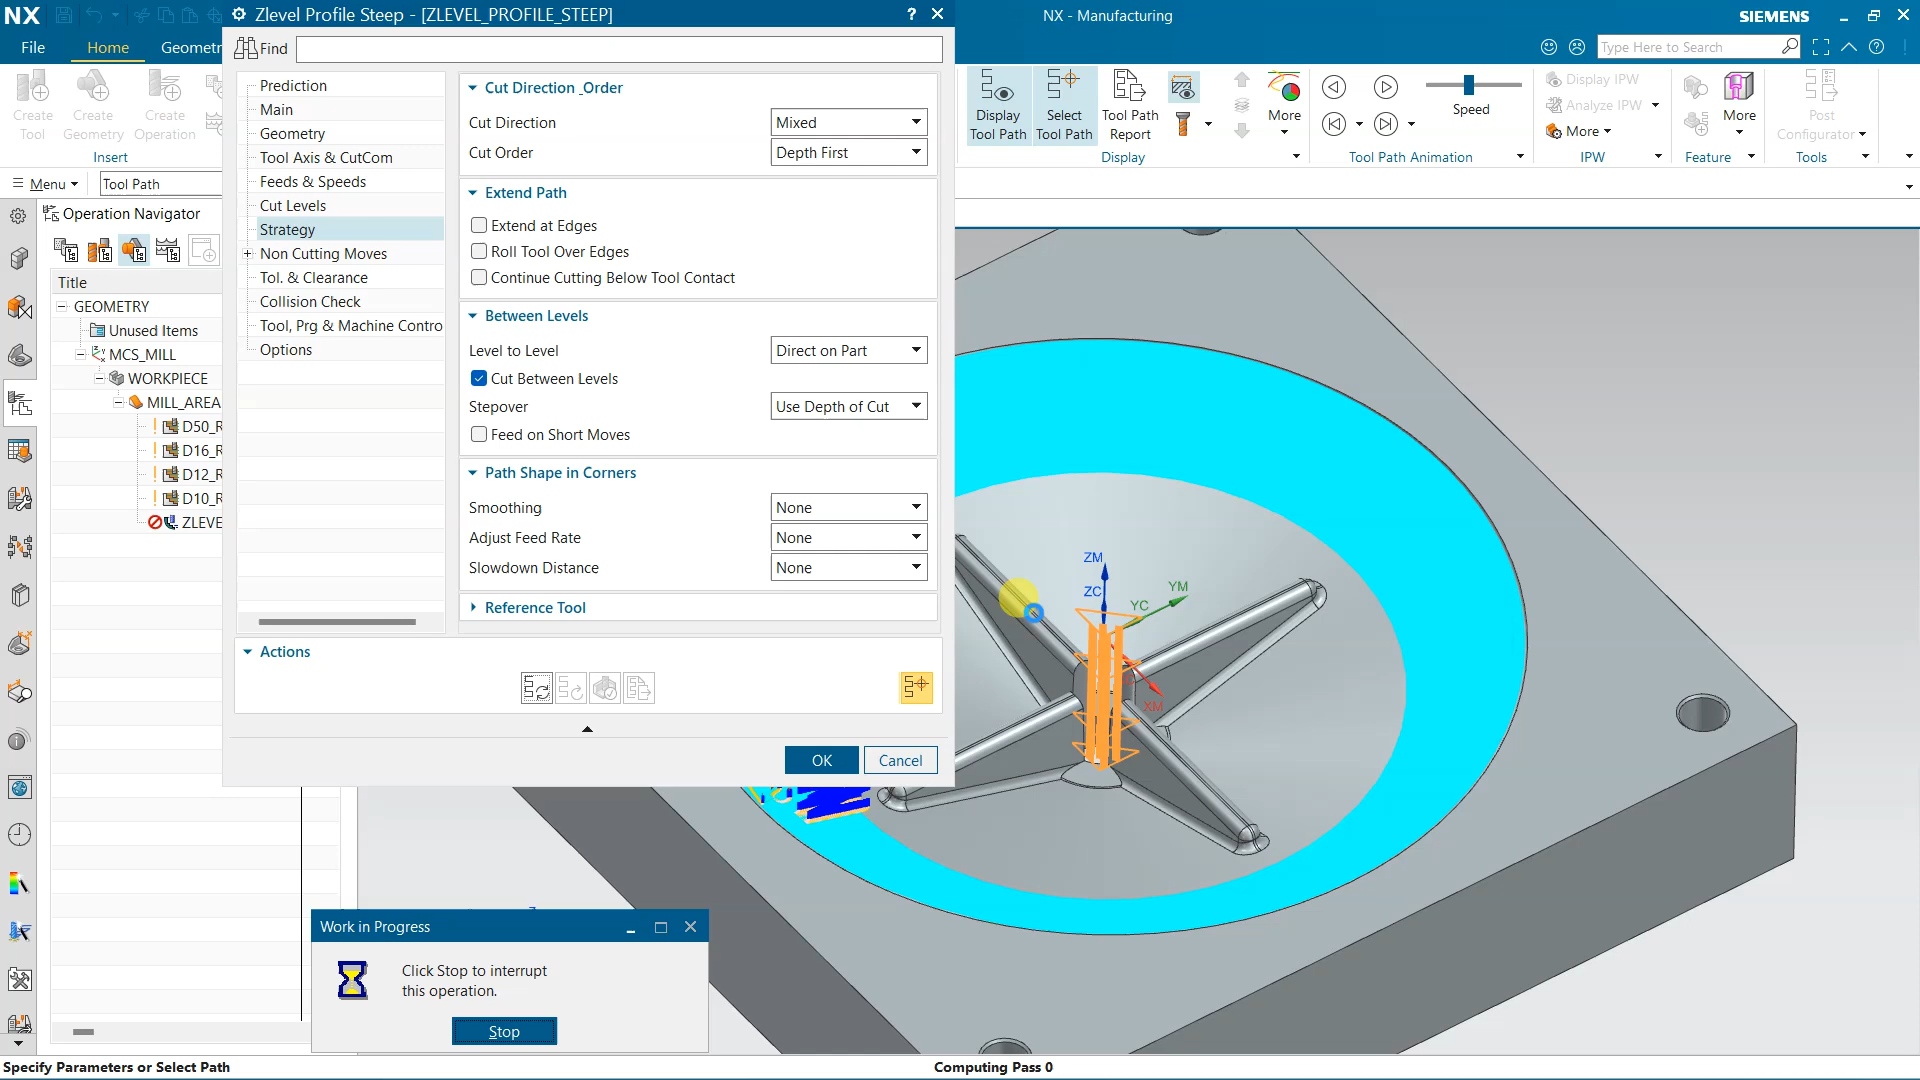 NX
Zlevel Profile Steep - [ZLEVEL_PROFILE_STEEP]
?
NX - Manufacturing
SIEMENS
File
Home
Geometr
Find
Type Here to Search
Create Tool
Create Geometry
Create Operation
Insert
Menu
Tool Path
Operation Navigator
Title
GEOMETRY
Unused Items
MCS_MILL
WORKPIECE
MILL_AREA
D50_R
D16_R
D12_R
D10_R
ZLEVE
Prediction
Main
Geometry
Tool Axis & CutCom
Feeds & Speeds
Cut Levels
Strategy
Non Cutting Moves
Tol. & Clearance
Collision Check
Tool, Prg & Machine Contro
Options
Cut Direction _Order
Cut Direction
Mixed
Cut Order
Depth First
Extend Path
Extend at Edges
Roll Tool Over Edges
Continue Cutting Below Tool Contact
Between Levels
Level to Level
Direct on Part
Cut Between Levels
Stepover
Use Depth of Cut
Feed on Short Moves
Path Shape in Corners
Smoothing
None
Adjust Feed Rate
None
Slowdown Distance
None
Reference Tool
Actions
OK
Cancel
Display Tool Path
Select Tool Path
Tool Path Report
More
Display
Speed
Tool Path Animation
Display IPW
Analyze IPW
More
IPW
More
Feature
Post Configurator
Tools
ZM
ZC
YM
YC
XM
Work in Progress
Click Stop to interrupt
this operation.
Stop
Specify Parameters or Select Path
Computing Pass 0